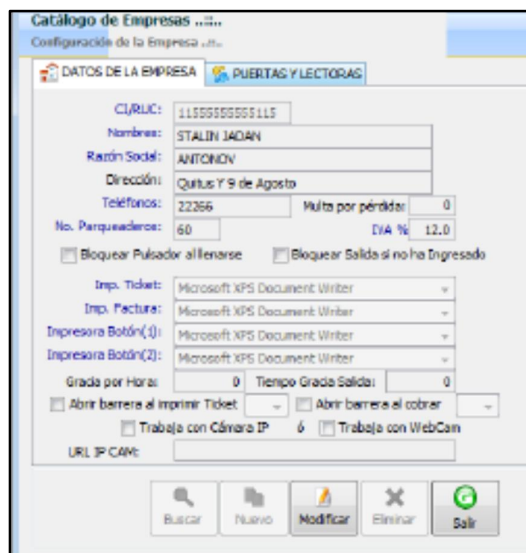 Catálogo de Empresas ..::..
Configuración de la Empresa ..::..
DATOS DE LA EMPRESA PUERTAS Y LECTORAS
CI/RUC: 11555555555115
Nombres: STALIN JADAN
Razón Social: ANTONOV
Dirección: Quitus Y 9 de Agosto
Teléfonos: 22266 Multa por pérdida: 0
No. Parqueaderos: 60 IVA % 12.0
Bloquear Pulsador al llenarse Bloquear Salida si no ha Ingresado
Imp. Ticket: Microsoft XPS Document Writer
Imp. Factura: Microsoft XPS Document Writer
Impresora Botón(1): Microsoft XPS Document Writer
Impresora Botón(2): Microsoft XPS Document Writer
Gracia por Hora: 0 Tiempo Gracia Salida: 0
Abrir barrera al imprimir Ticket Abrir barrera al cobrar
Trabaja con Cámara IP ó Trabaja con WebCam
URL IP CAM:
Buscar Nuevo Modificar Eliminar Salir